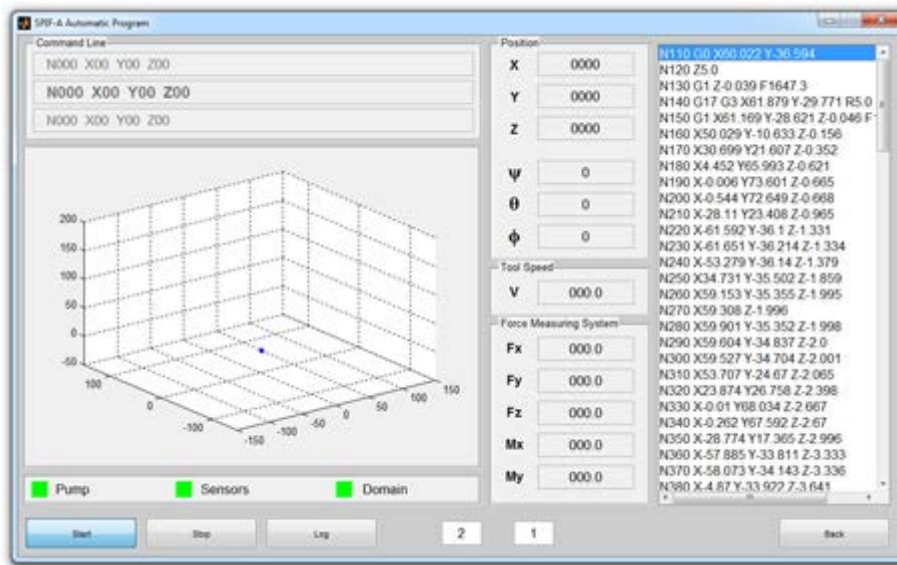 SPIF-A Automatic Program
Command Line
N000 X00 Y00 Z00
N000 X00 Y00 Z00
N000 X00 Y00 Z00
200
150
100
50
0
-50
100
0
-100
-150
-100
-50
0
50
100
150
Pump
Sensors
Domain
Start
Stop
Log
2
1
Position
X 0000
Y 0000
Z 0000
Ψ 0
θ 0
ϕ 0
Tool Speed
V 000.0
Force Measuring System
Fx 000.0
Fy 000.0
Fz 000.0
Mx 000.0
My 000.0
N110 G0 X60.022 Y-36.594
N120 Z5.0
N130 G1 Z-0.039 F1647.3
N140 G17 G3 X61.879 Y-29.771 R5.0
N150 G1 X61.169 Y-28.621 Z-0.046 F1
N160 X50.029 Y-10.633 Z-0.156
N170 X30.699 Y21.607 Z-0.352
N180 X4.452 Y65.993 Z-0.621
N190 X-0.006 Y73.601 Z-0.665
N200 X-0.544 Y72.649 Z-0.668
N210 X-28.11 Y23.408 Z-0.965
N220 X-61.592 Y-36.1 Z-1.331
N230 X-61.651 Y-36.214 Z-1.334
N240 X-53.279 Y-36.14 Z-1.379
N250 X34.731 Y-35.502 Z-1.859
N260 X59.153 Y-35.355 Z-1.995
N270 X59.308 Z-1.996
N280 X59.901 Y-35.352 Z-1.998
N290 X59.604 Y-34.837 Z-2.0
N300 X59.527 Y-34.704 Z-2.001
N310 X53.707 Y-24.67 Z-2.065
N320 X23.874 Y26.758 Z-2.398
N330 X-0.01 Y68.034 Z-2.667
N340 X-0.262 Y67.592 Z-2.67
N350 X-28.774 Y17.365 Z-2.996
N360 X-57.885 Y-33.811 Z-3.333
N370 X-58.073 Y-34.143 Z-3.336
N380 X-4.87 Y-33.922 Z-3.641
Back